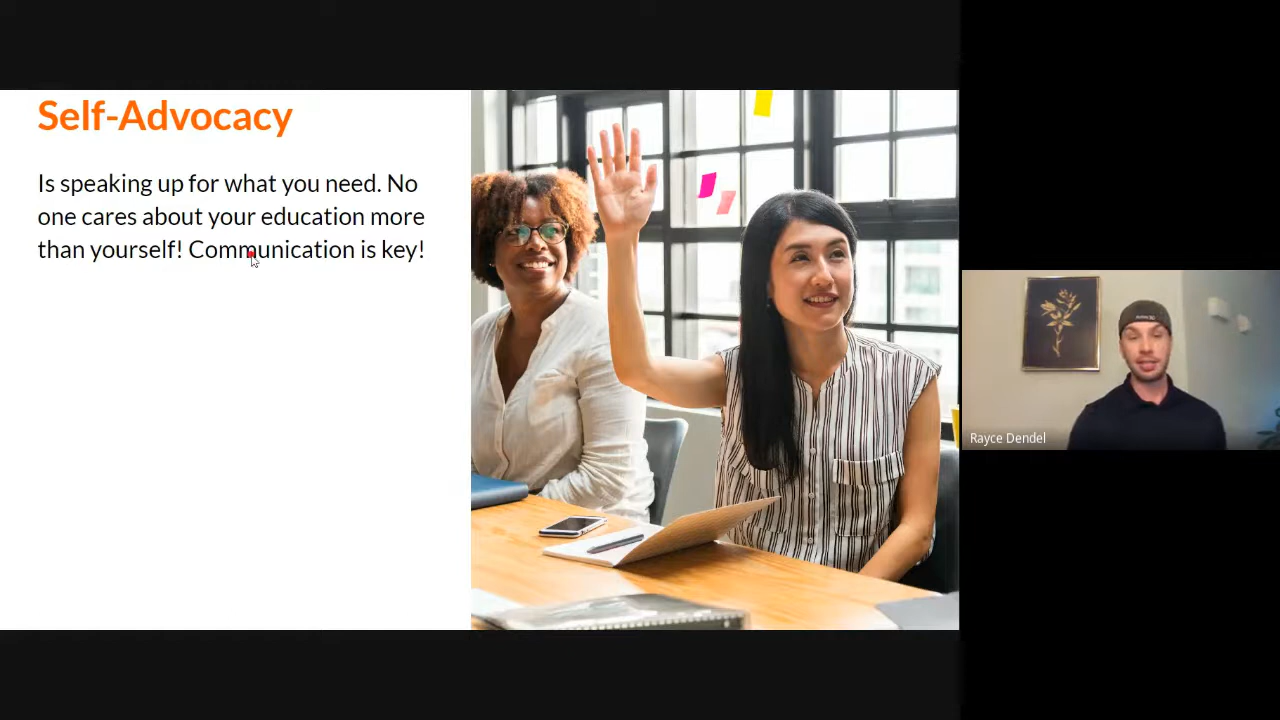 Self-Advocacy
Is speaking up for what you need. No
one cares about your education more
than yourself! Communication is key!
Rayce Dendel